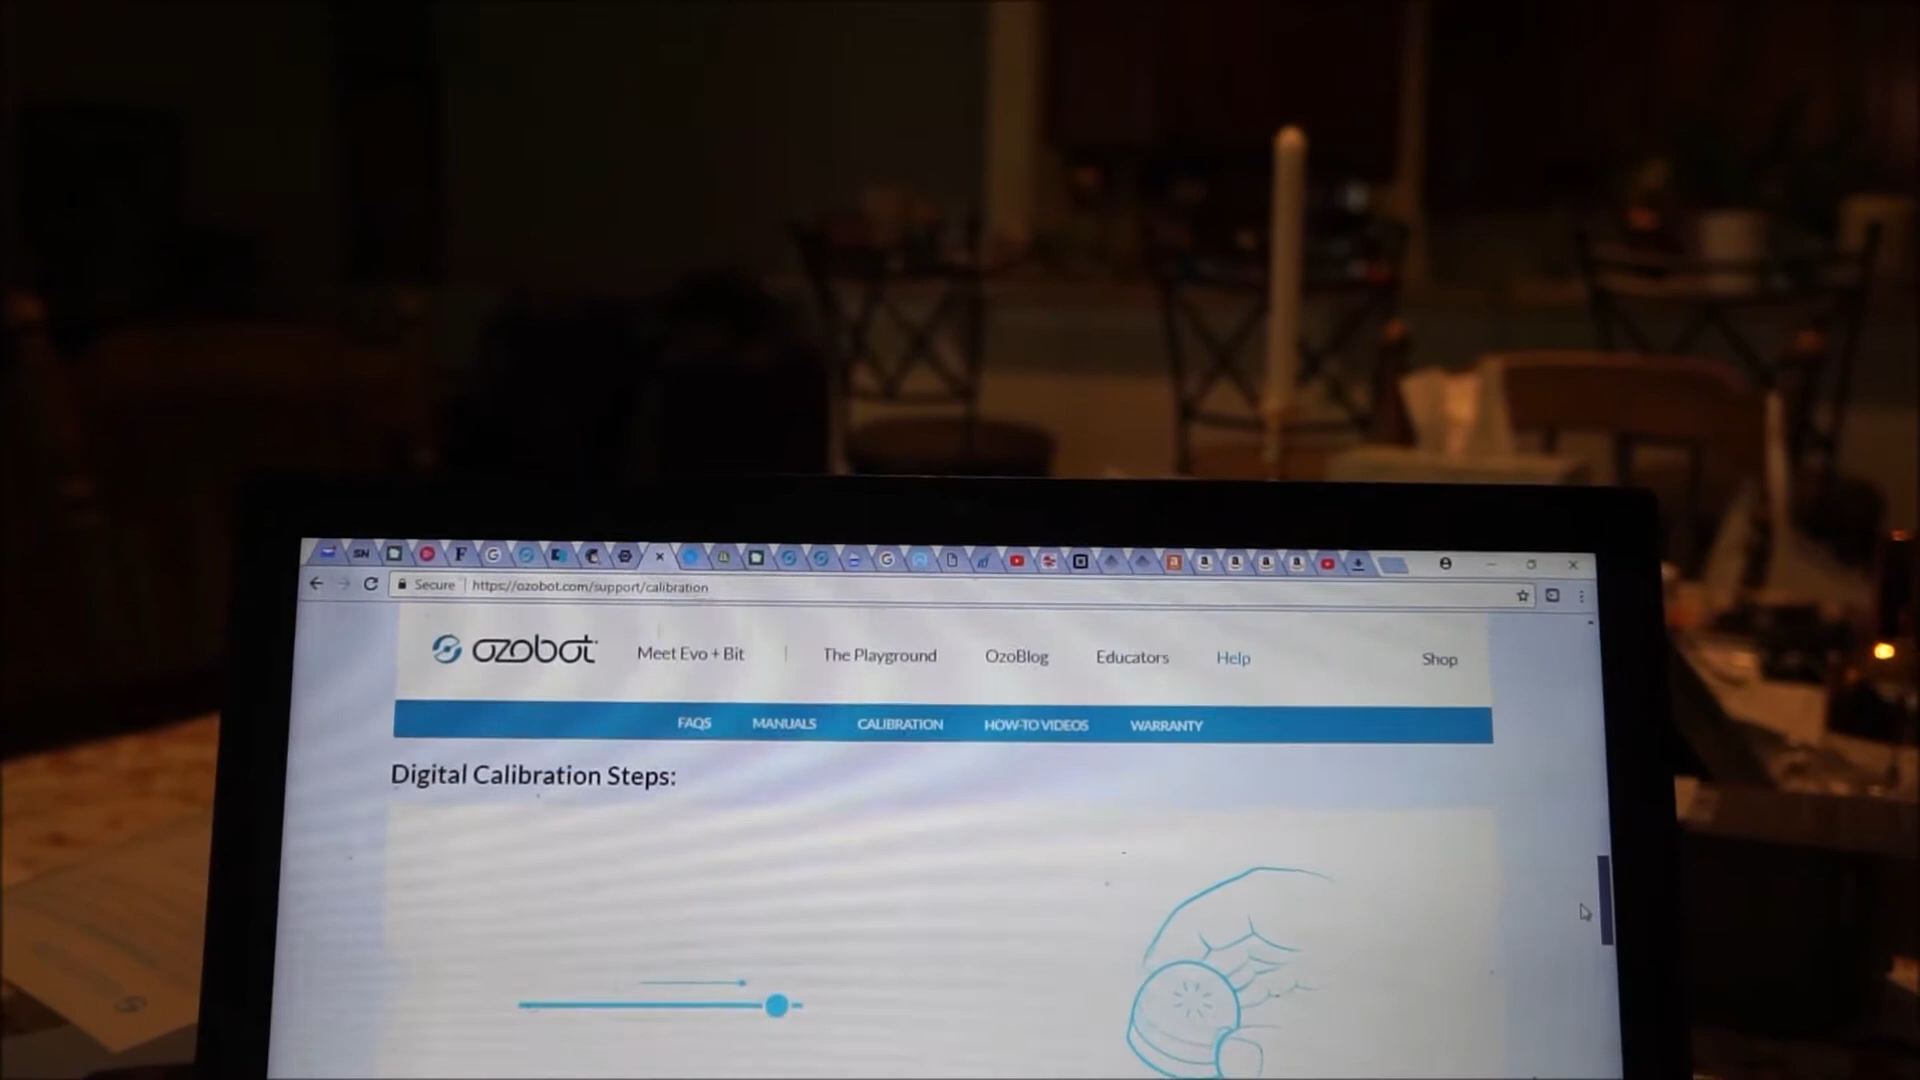 SN
F
G
G
a
a
a
a
a
Secure
https://ozobot.com/support/calibration
ozobot
Meet Evo + Bit
The Playground
OzoBlog
Educators
Help
Shop
FAQS
MANUALS
CALIBRATION
HOW-TO VIDEOS
WARRANTY
Digital Calibration Steps: